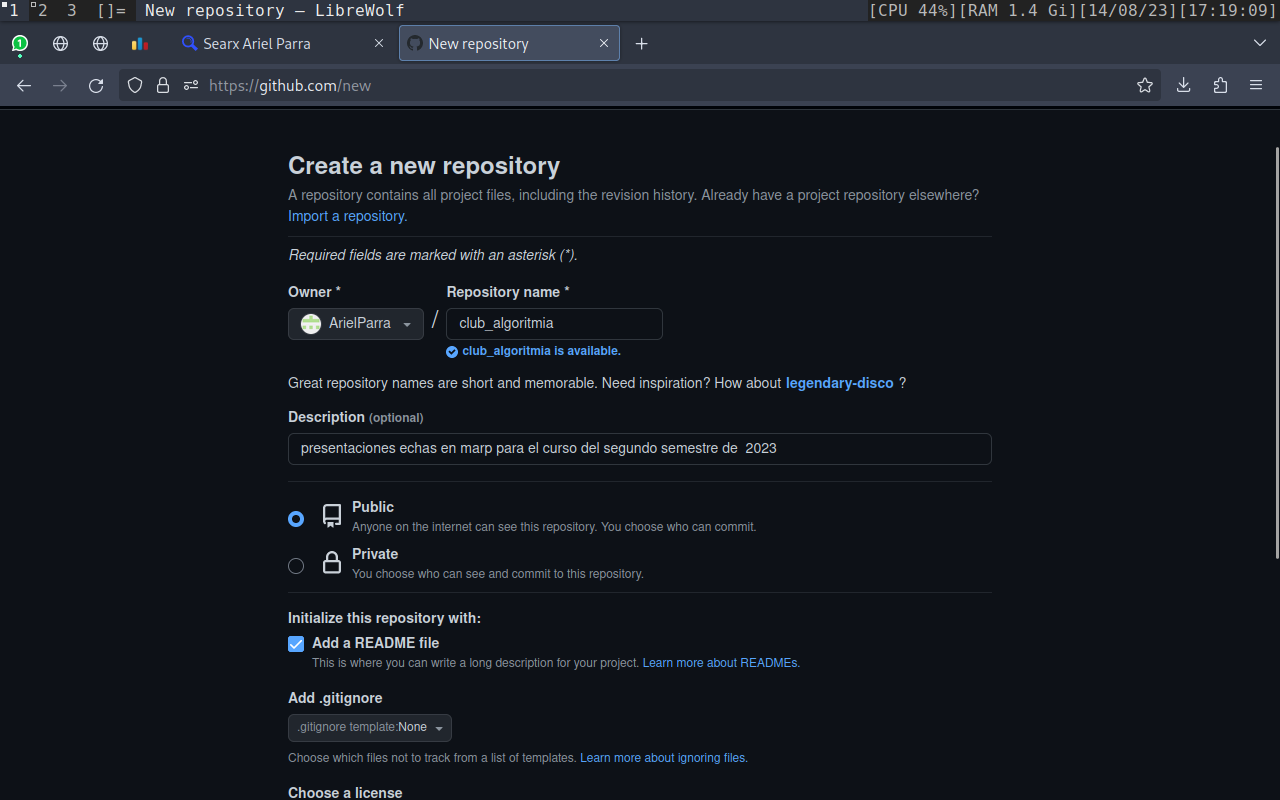 1 2 3 []= New repository — LibreWolf [CPU 44%][RAM 1.4 Gi][14/08/23][17:19:09]
1 Searx Ariel Parra New repository
https://github.com/new
Create a new repository
A repository contains all project files, including the revision history. Already have a project repository elsewhere?
Import a repository.
Required fields are marked with an asterisk (*).
Owner * Repository name *
ArielParra / club_algoritmia
club_algoritmia is available.
Great repository names are short and memorable. Need inspiration? How about legendary-disco ?
Description (optional)
presentaciones echas en marp para el curso del segundo semestre de  2023
Public
Anyone on the internet can see this repository. You choose who can commit.
Private
You choose who can see and commit to this repository.
Initialize this repository with:
Add a README file
This is where you can write a long description for your project. Learn more about READMEs.
Add .gitignore
.gitignore template:None
Choose which files not to track from a list of templates. Learn more about ignoring files.
Choose a license